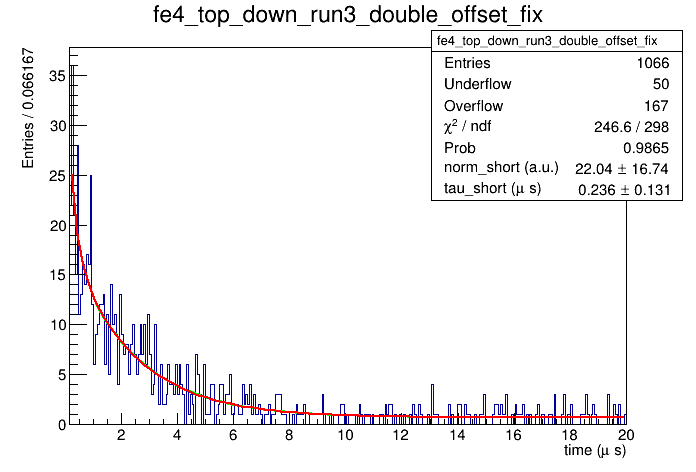 fe4_top_down_run3_double_offset_fix
fe4_top_down_run3_double_offset_fix
Entries 1066
Underflow 50
Overflow 167
χ² / ndf 246.6 / 298
Prob 0.9865
norm_short (a.u.) 22.04 ± 16.74
tau_short (μ s) 0.236 ± 0.131
Entries / 0.066167
35
30
25
20
15
10
5
0
2 4 6 8 10 12 14 16 18 20
time (μ s)